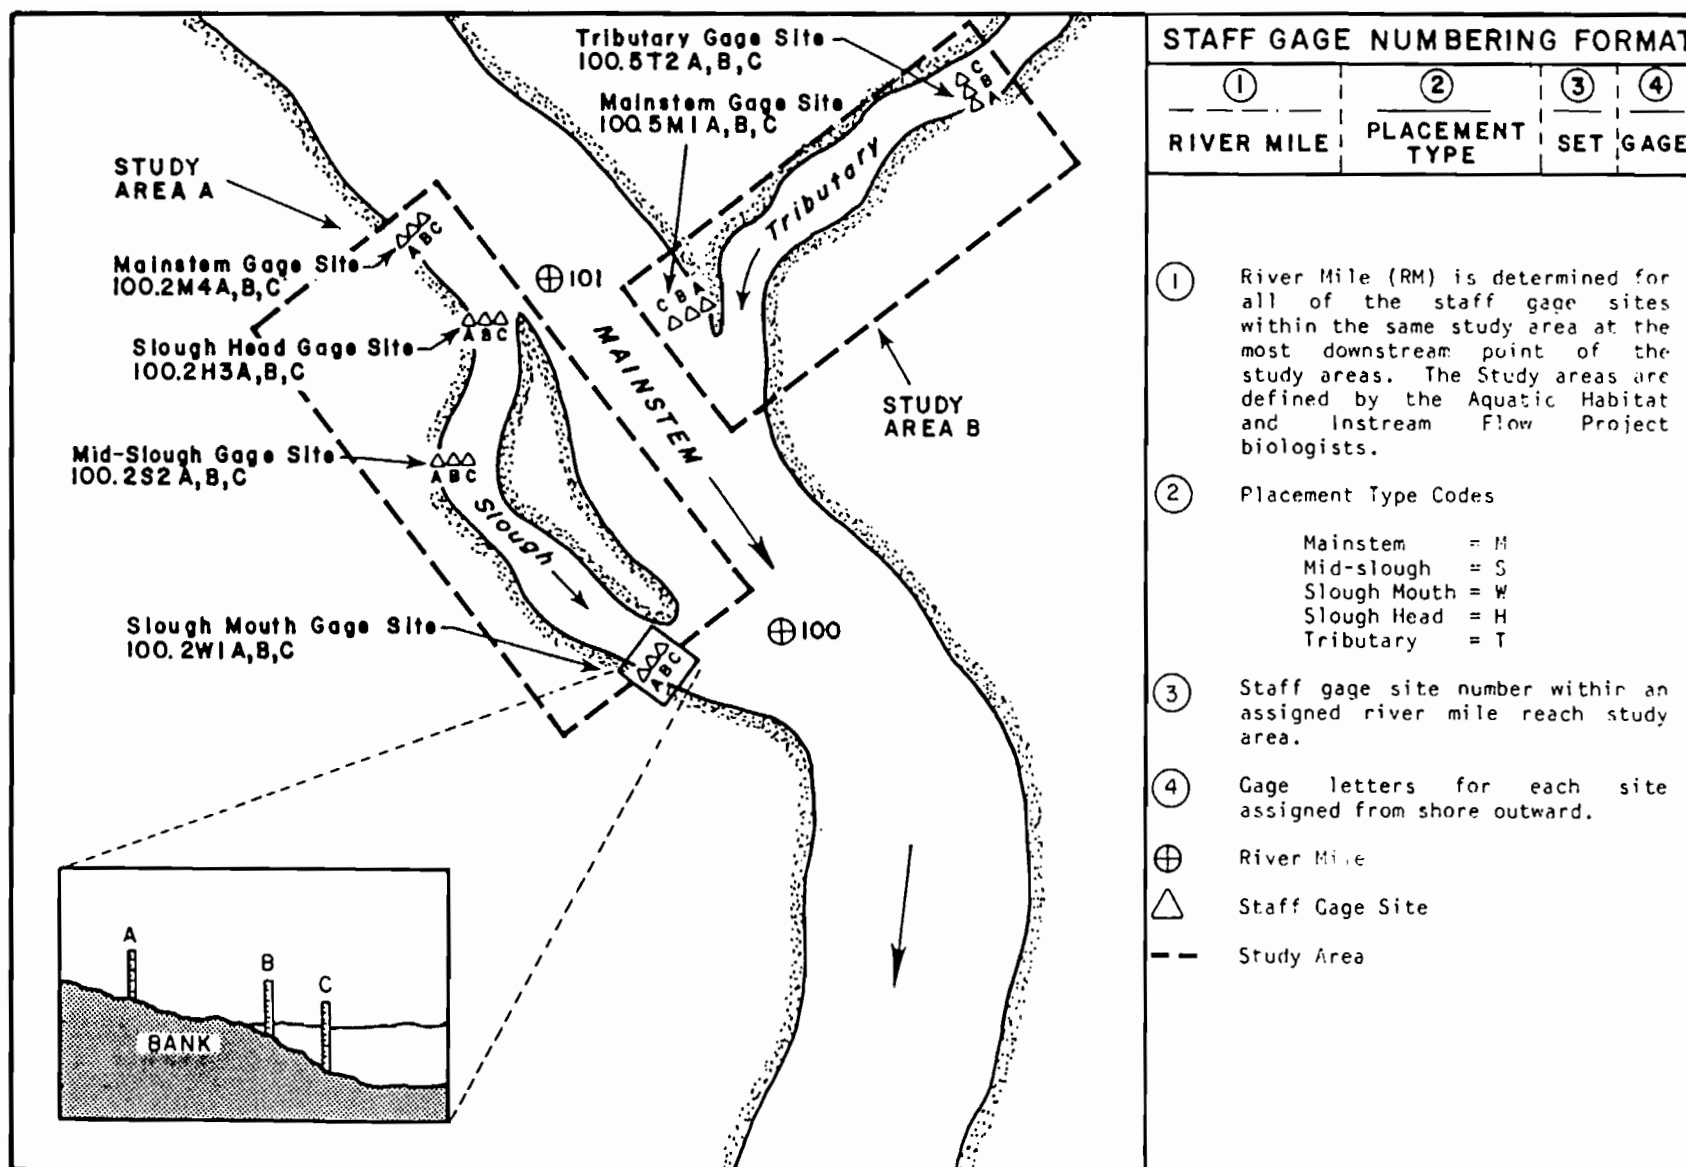 Tributary Gage Site
100.5T2 A,B,C
Mainstem Gage Site
100.5M1 A,B,C
C
B
A
Tributary
STUDY
AREA A
A B C
Mainstem Gage Site
100.2M4A,B,C
101
C B A
MAINSTEM
Slough Head Gage Site
100.2H3A,B,C
A B C
STUDY
AREA B
Mid-Slough Gage Site
100.2S2 A,B,C
A B C
Slough
Slough Mouth Gage Site
100.2W1A,B,C
A B C
100
A
B
C
BANK
STAFF GAGE NUMBERING FORMAT
1 2 3 4
RIVER MILE
PLACEMENT
TYPE
SET
GAGE
1 River Mile (RM) is determined for
all of the staff gage sites
within the same study area at the
most downstream point of the
study areas. The Study areas are
defined by the Aquatic Habitat
and Instream Flow Project
biologists.
2 Placement Type Codes
Mainstem = M
Mid-slough = S
Slough Mouth = W
Slough Head = H
Tributary = T
3 Staff gage site number within an
assigned river mile reach study
area.
4 Gage letters for each site
assigned from shore outward.
River Mile
Staff Gage Site
Study Area